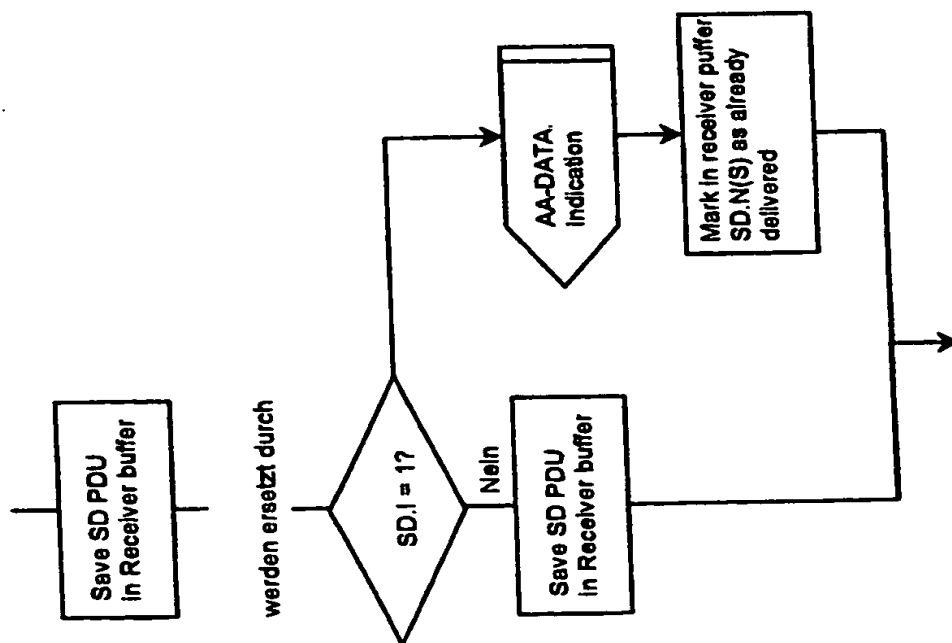 Save SD PDU
in Receiver buffer
werden ersetzt durch
SD.I = 1?
Nein
Save SD PDU
in Receiver buffer
AA-DATA.
indication
Mark in receiver puffer
SD.N(S) as already
delivered